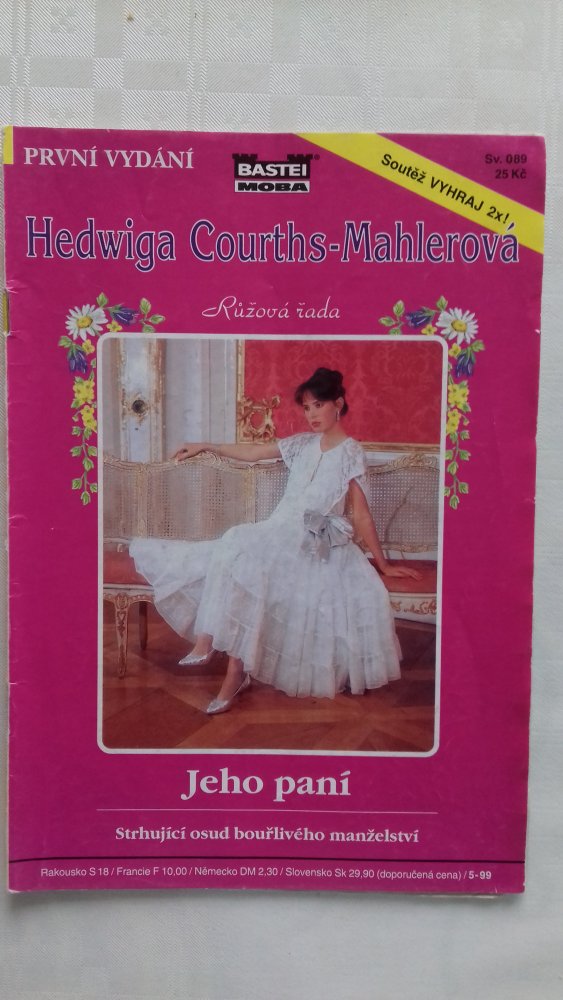 PRVNÍ VYDÁNÍ
BASTEI
MOBA
Soutěž VYHRAJ 2x!
Sv. 089
25 Kč
Hedwiga Courths-Mahlerová
Růžová řada
Jeho paní
Strhující osud bouřlivého manželství
Rakousko S 18 / Francie F 10,00 / Německo DM 2,30 / Slovensko Sk 29,90 (doporučená cena) / 5-99